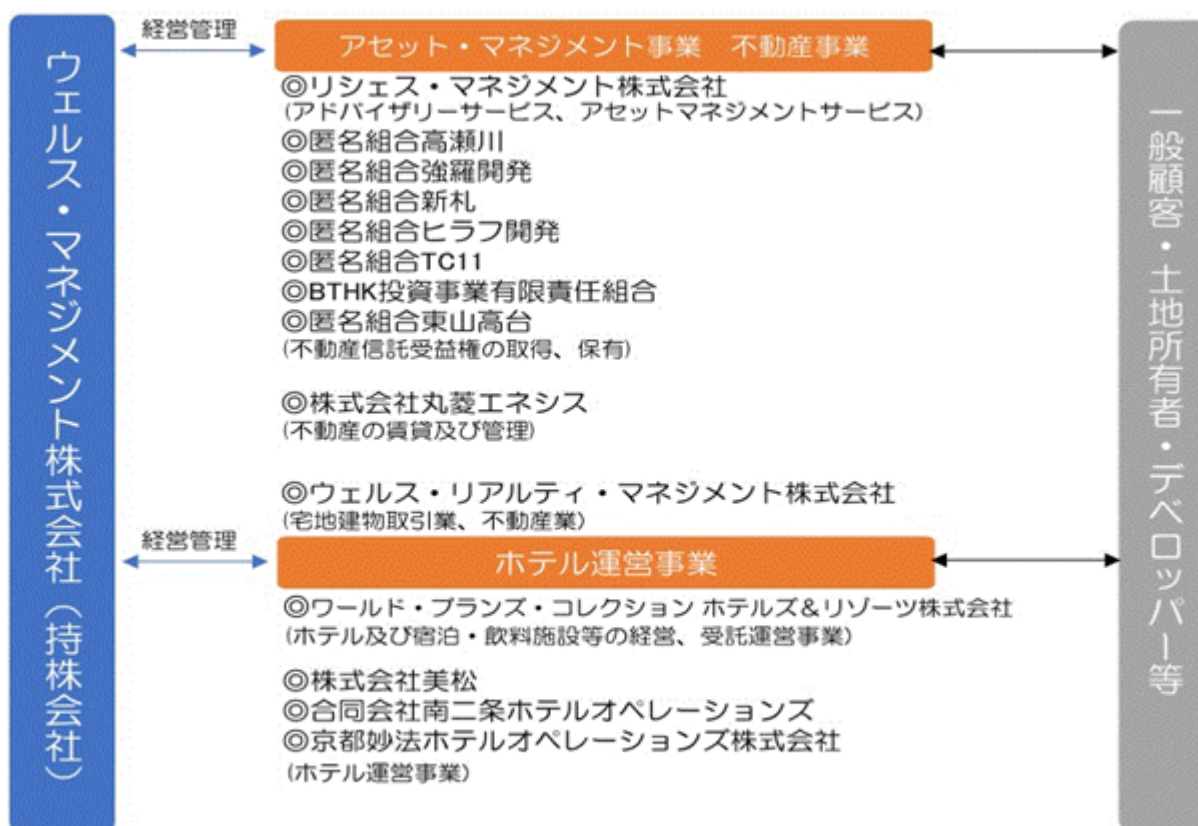 ウェルス・マネジメント株式会社（持株会社）
経営管理
アセット・マネジメント事業　不動産事業
◎リシェス・マネジメント株式会社
(アドバイザリーサービス、アセットマネジメントサービス)
◎匿名組合高瀬川
◎匿名組合強羅開発
◎匿名組合新札
◎匿名組合ヒラフ開発
◎匿名組合TC11
◎BTHK投資事業有限責任組合
◎匿名組合東山高台
(不動産信託受益権の取得、保有)
◎株式会社丸菱エネシス
(不動産の賃貸及び管理)
◎ウェルス・リアルティ・マネジメント株式会社
(宅地建物取引業、不動産業)
経営管理
ホテル運営事業
◎ワールド・ブランズ・コレクション ホテルズ＆リゾーツ株式会社
(ホテル及び宿泊・飲料施設等の経営、受託運営事業)
◎株式会社美松
◎合同会社南二条ホテルオペレーションズ
◎京都妙法ホテルオペレーションズ株式会社
(ホテル運営事業)
一般顧客・土地所有者・デベロッパー等